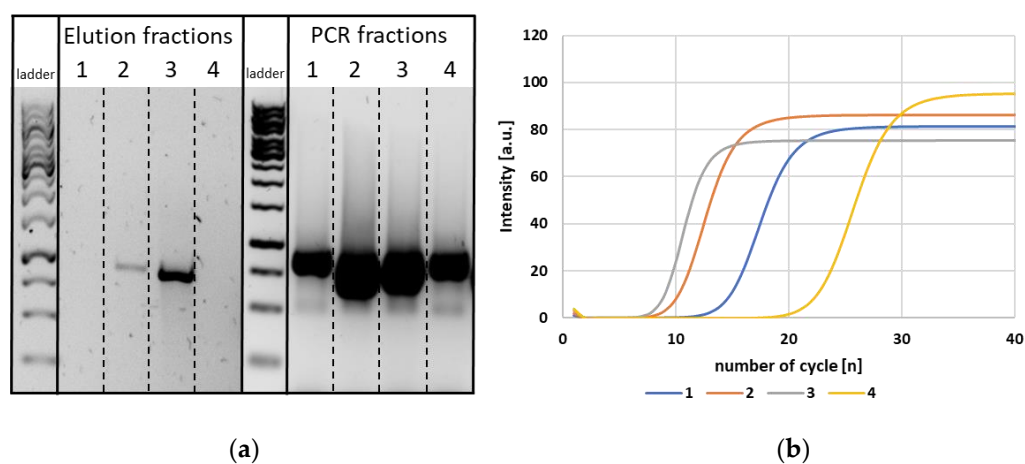 Elution fractions
PCR fractions
ladder 1 2 3 4 ladder 1 2 3 4
120
100
80
60
40
20
0
Intensity [a.u.]
0 10 20 30 40
number of cycle [n]
1 2 3 4
(a) (b)